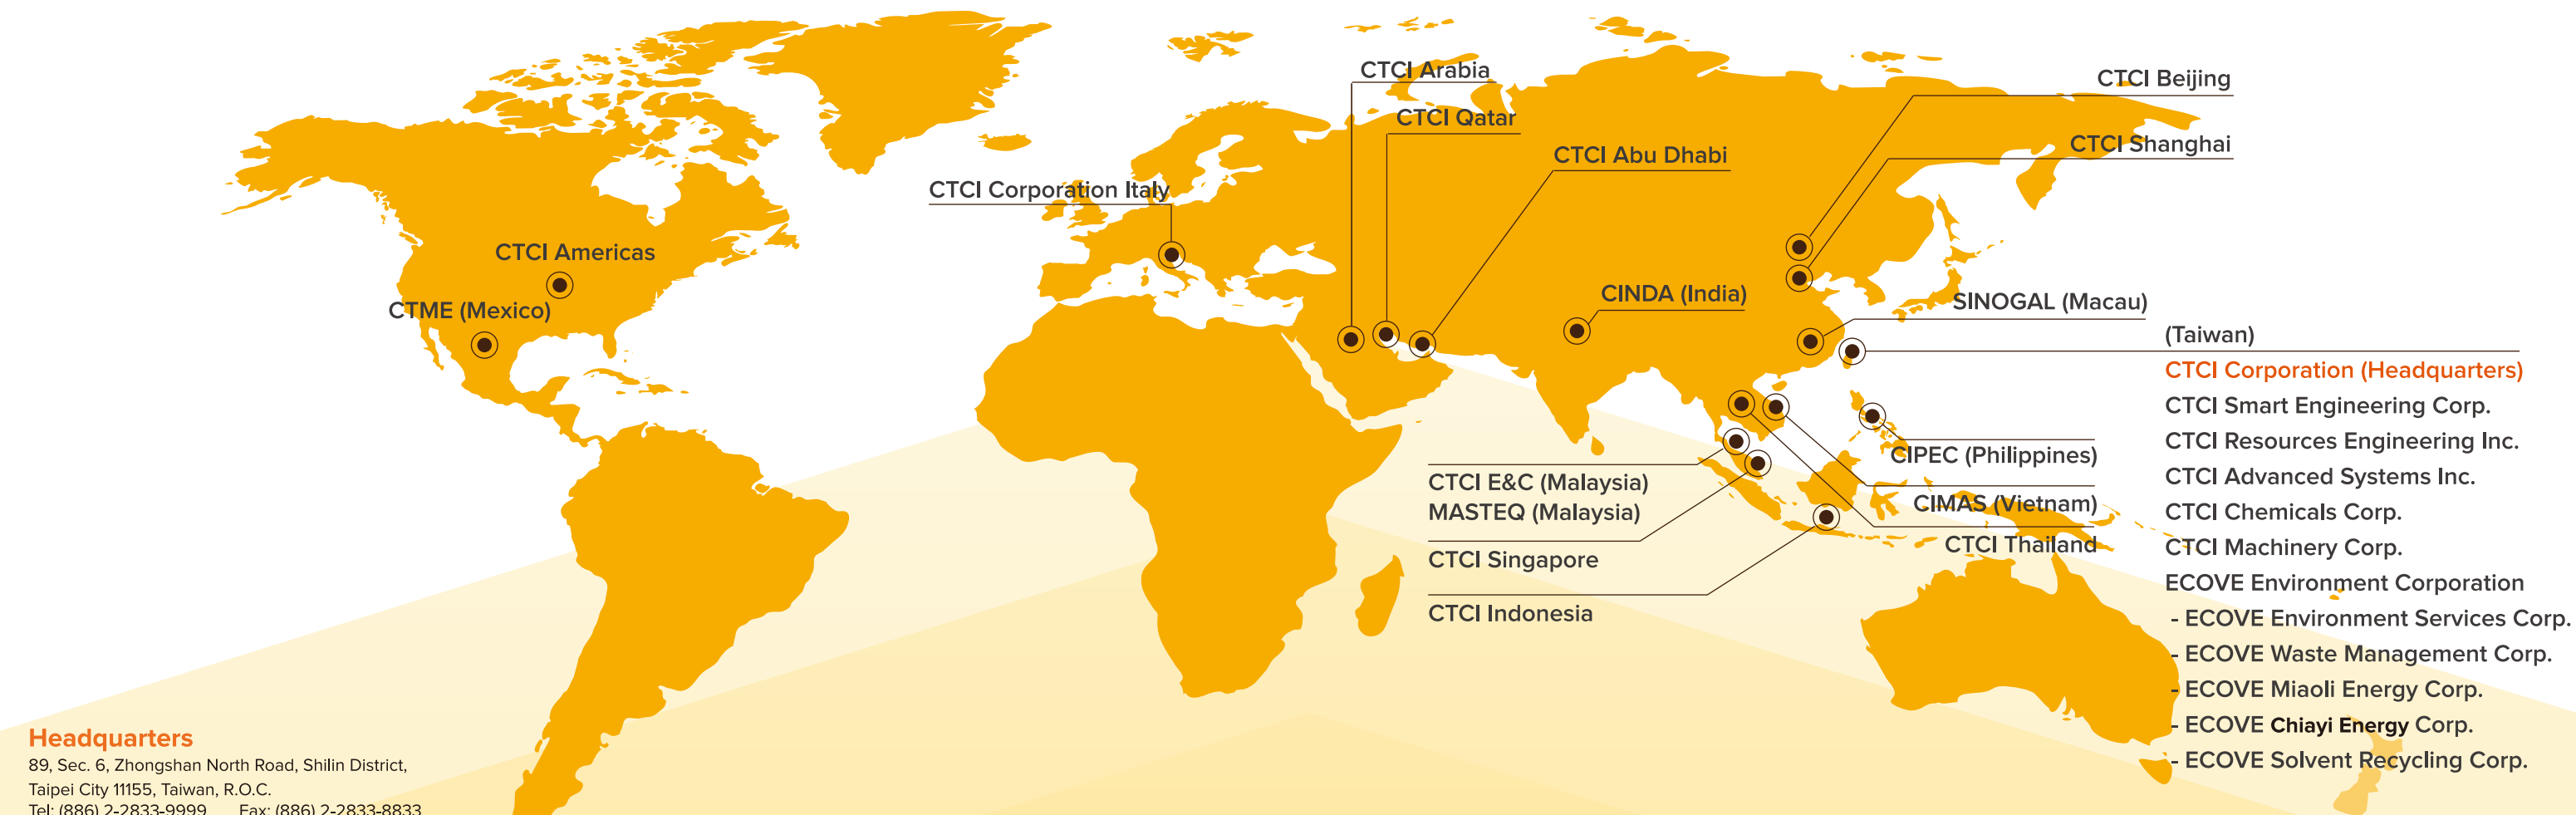 CTCI Arabia
CTCI Beijing
CTCI Qatar
CTCI Shanghai
CTCI Abu Dhabi
CTCI Corporation Italy
CTCI Americas
CTME (Mexico)
CINDA (India)
SINOGAL (Macau)
(Taiwan)
CTCI Corporation (Headquarters)
CTCI Smart Engineering Corp.
CTCI Resources Engineering Inc.
CTCI Advanced Systems Inc.
CTCI Chemicals Corp.
CTCI Machinery Corp.
ECOVE Environment Corporation
- ECOVE Environment Services Corp.
- ECOVE Waste Management Corp.
- ECOVE Miaoli Energy Corp.
- ECOVE Chiayi Energy Corp.
- ECOVE Solvent Recycling Corp.
CIPEC (Philippines)
CIMAS (Vietnam)
CTCI Thailand
CTCI E&C (Malaysia)
MASTEQ (Malaysia)
CTCI Singapore
CTCI Indonesia
Headquarters
89, Sec. 6, Zhongshan North Road, Shilin District,
Taipei City 11155, Taiwan, R.O.C.
Tel: (886) 2-2833-9999 Fax: (886) 2-2833-8833